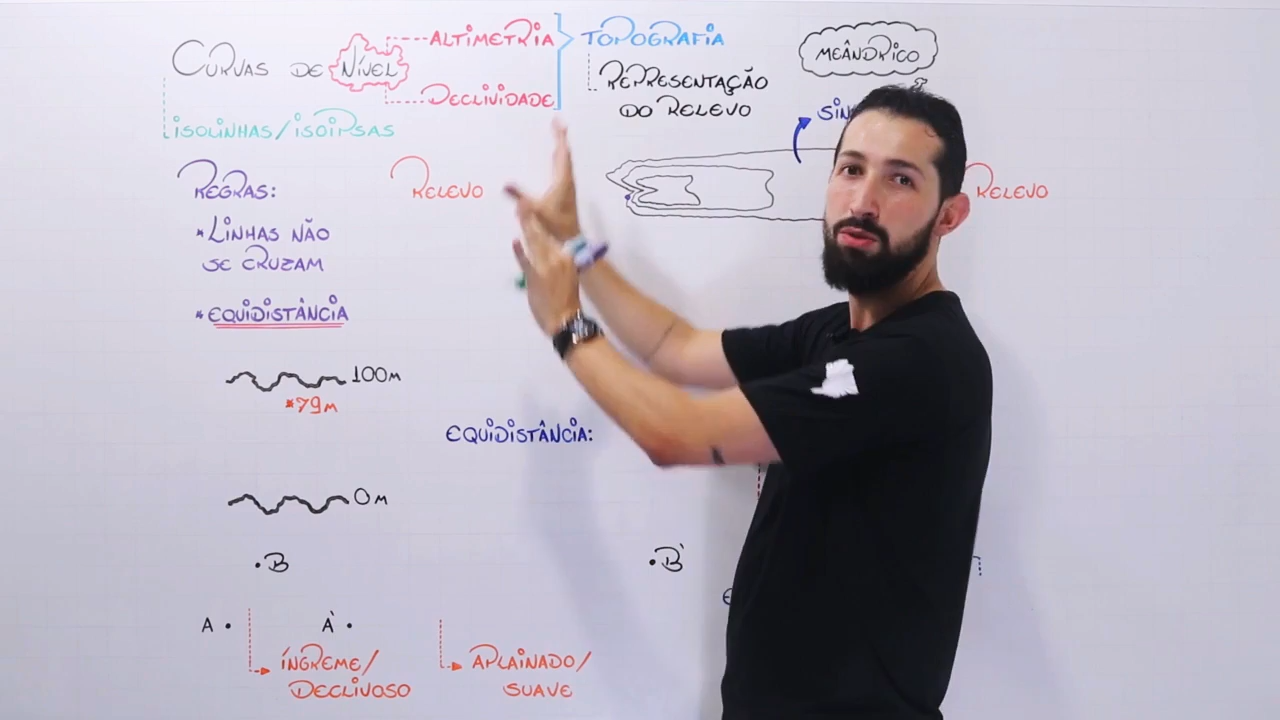 CURVAS DE NÍVEL
ALTIMETRIA
DECLIVIDADE
TOPOGRAFIA
REPRESENTAÇÃO
DO RELEVO
MEÂNDRICO
ISOLINHAS/ISOIPSAS
REGRAS:
*LINHAS NÃO
SE CRUZAM
*EQUIDISTÂNCIA
RELEVO
RELEVO
100M
*79M
0M
EQUIDISTÂNCIA:
B
B'
A
A'
ÍNGREME/
DECLIVOSO
APLAINADO/
SUAVE